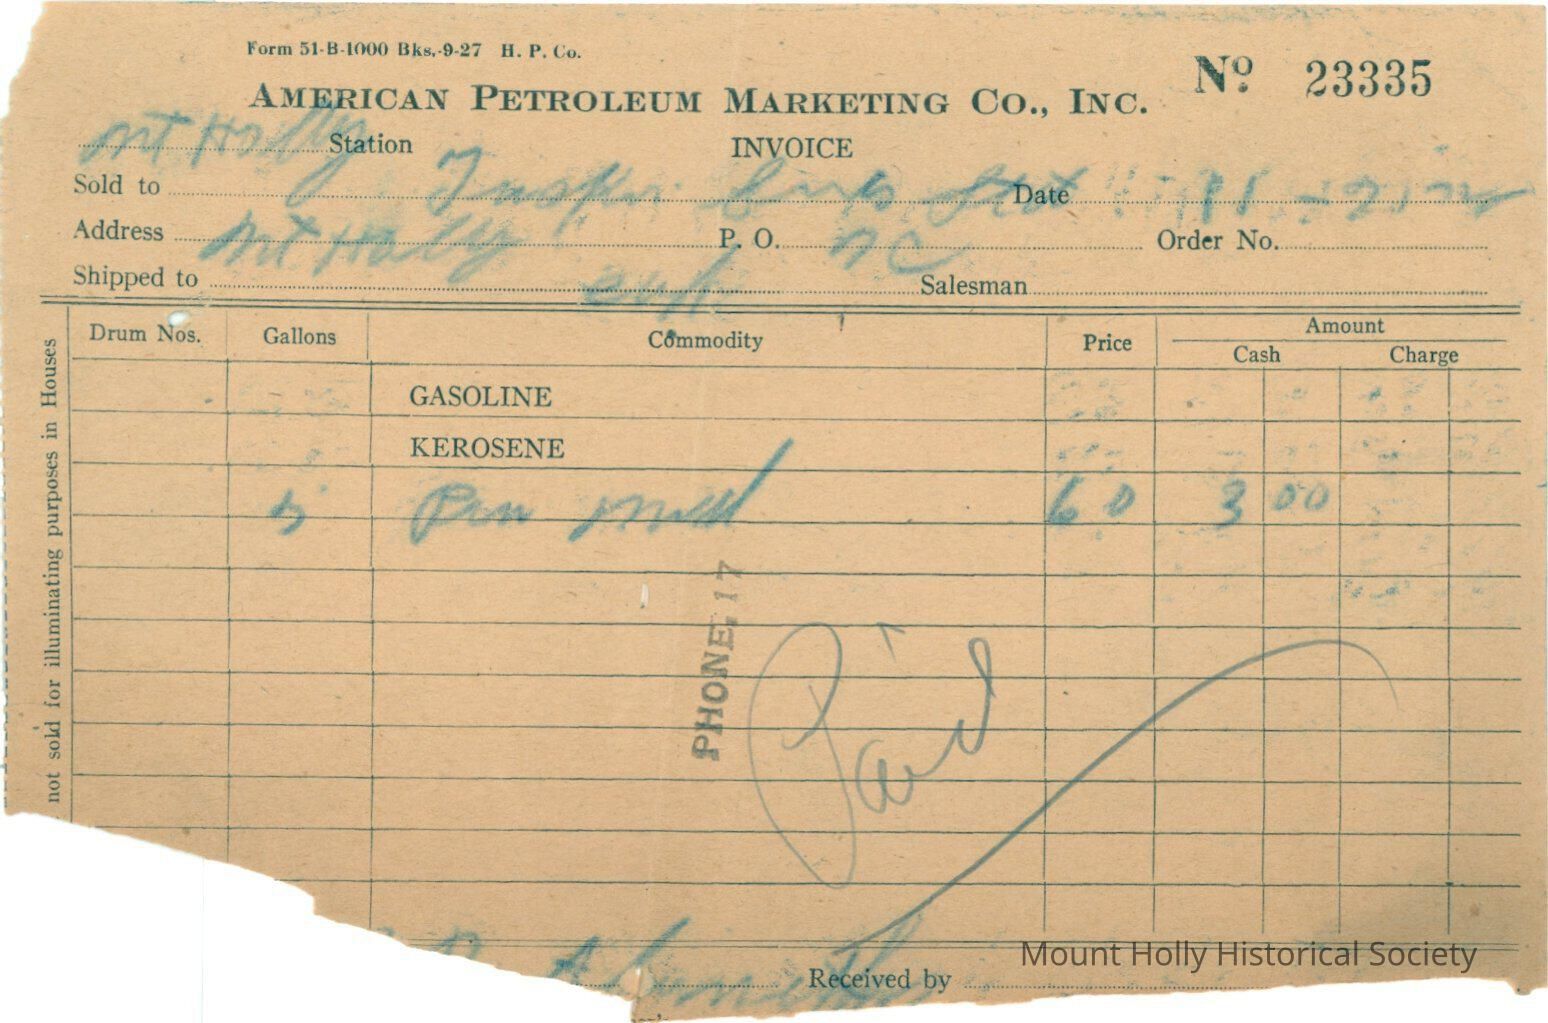 Form 51-B-1000 Bks.-9-27 H. P. Co.
Nº 23335
AMERICAN PETROLEUM MARKETING CO., INC.
Mt Holly Station INVOICE
Sold to Date
Address Mt Holly P. O. NC Order No.
Shipped to Salesman
Drum Nos. Gallons Commodity Price Amount
Cash Charge
GASOLINE
KEROSENE
5 Pen 60 3 00
not sold for illuminating purposes in Houses
PHONE 17
Paid
Received by
Mount Holly Historical Society